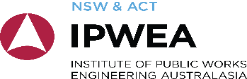 NSW & ACT
IPWEA
INSTITUTE OF PUBLIC WORKS
ENGINEERING AUSTRALASIA